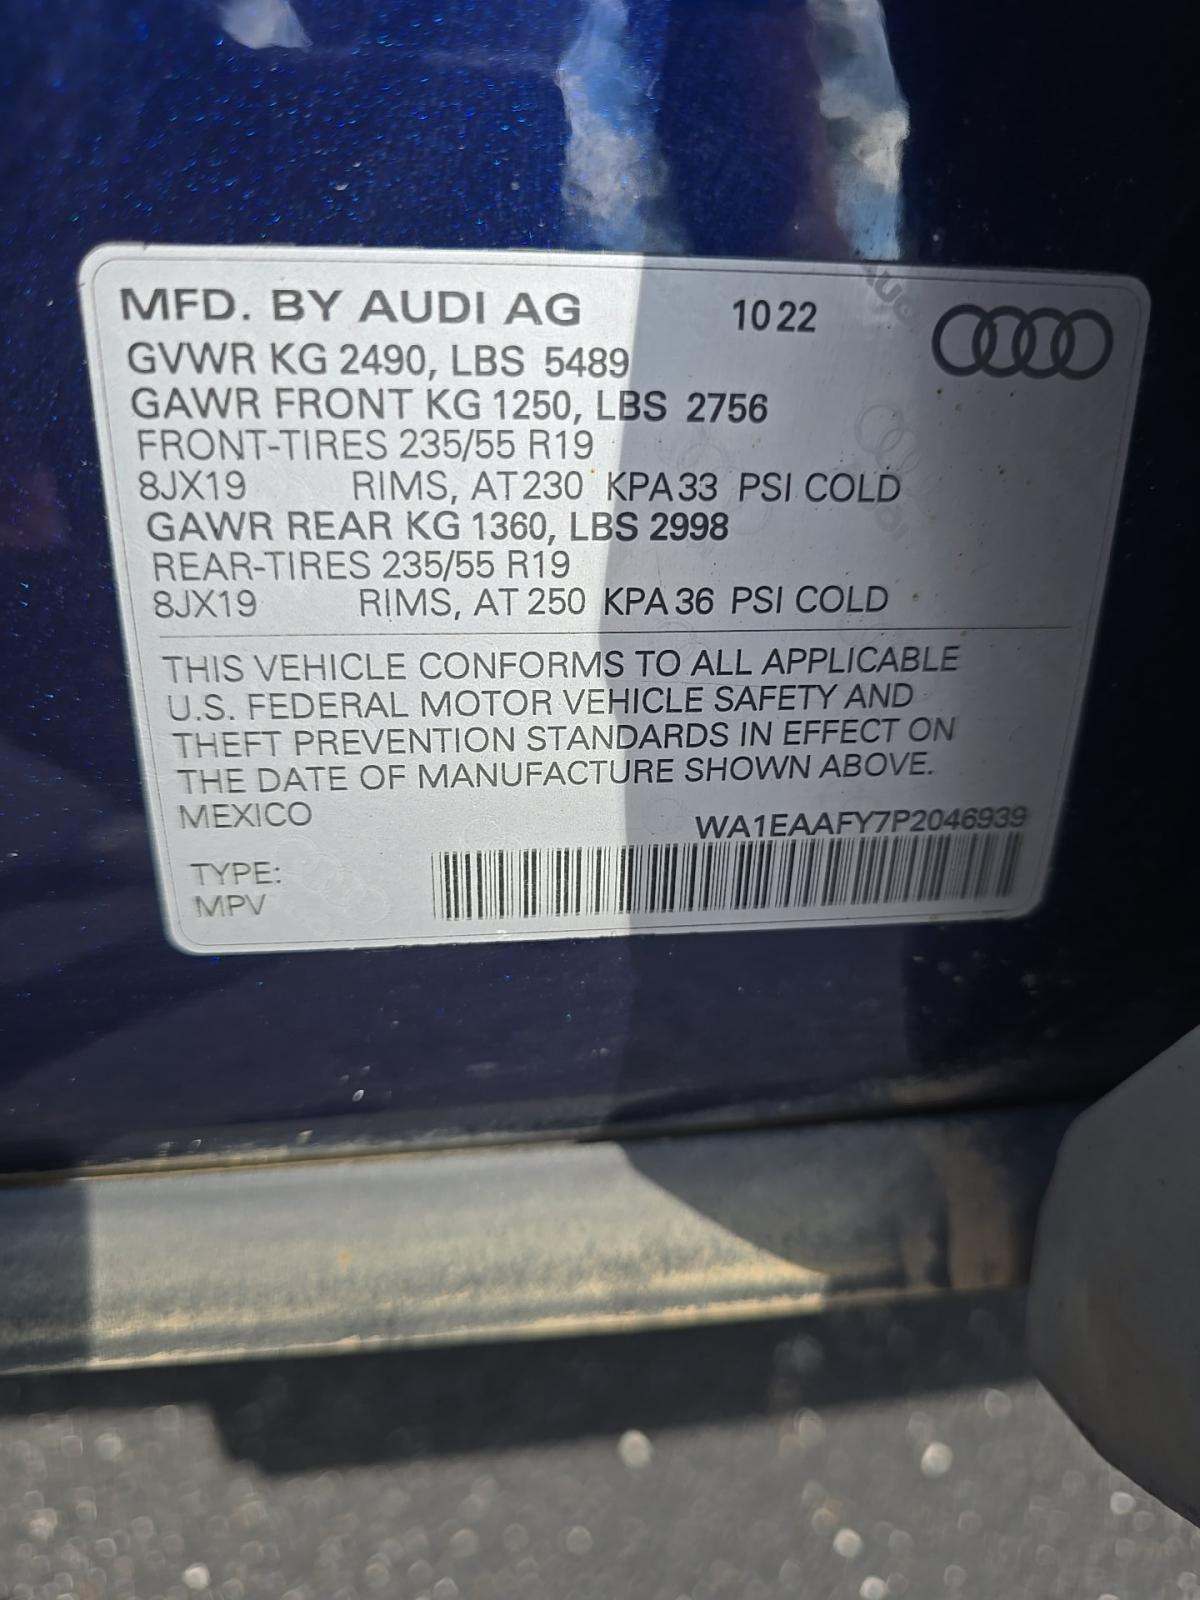 MFD. BY AUDI AG 1022
GVWR KG 2490, LBS 5489
GAWR FRONT KG 1250, LBS 2756
FRONT-TIRES 235/55 R19
8JX19 RIMS, AT 230 KPA 33 PSI COLD
GAWR REAR KG 1360, LBS 2998
REAR-TIRES 235/55 R19
8JX19 RIMS, AT 250 KPA 36 PSI COLD
THIS VEHICLE CONFORMS TO ALL APPLICABLE
U.S. FEDERAL MOTOR VEHICLE SAFETY AND
THEFT PREVENTION STANDARDS IN EFFECT ON
THE DATE OF MANUFACTURE SHOWN ABOVE.
MEXICO
WA1EAAFY7P2046939
TYPE:
MPV